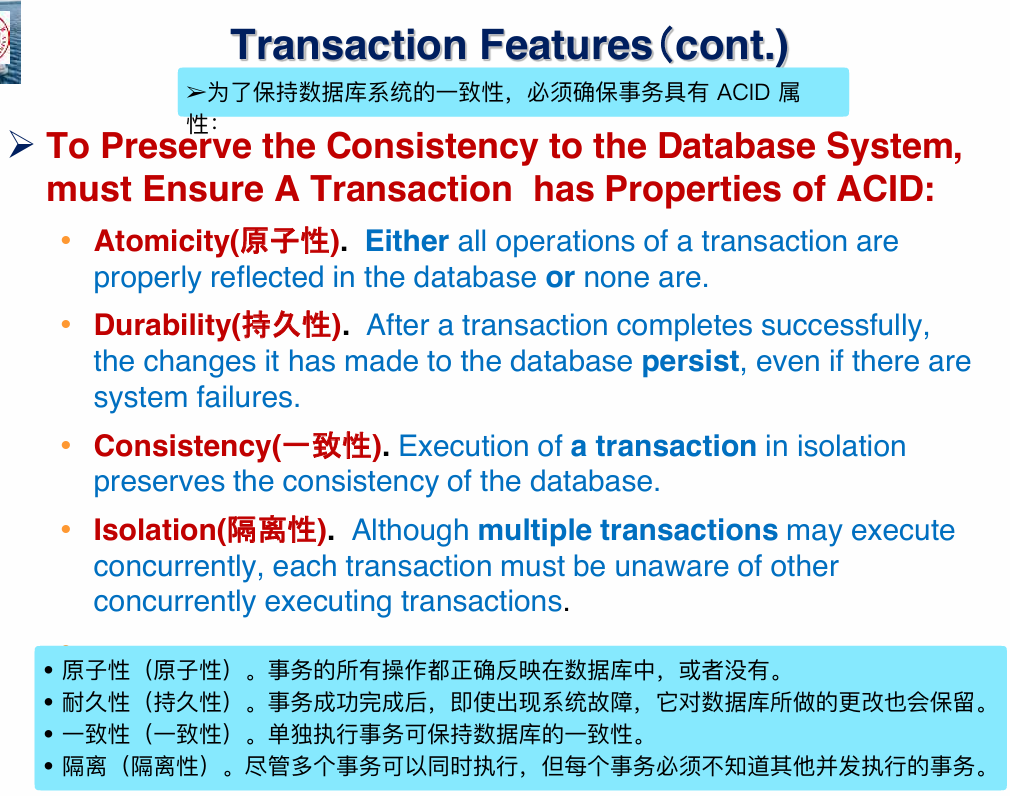 Transaction Features（cont.)
➢为了保持数据库系统的一致性，必须确保事务具有 ACID 属
性：
➢ To Preserve the Consistency to the Database System,
must Ensure A Transaction has Properties of ACID:
• Atomicity(原子性). Either all operations of a transaction are
properly reflected in the database or none are.
• Durability(持久性). After a transaction completes successfully,
the changes it has made to the database persist, even if there are
system failures.
• Consistency(一致性). Execution of a transaction in isolation
preserves the consistency of the database.
• Isolation(隔离性). Although multiple transactions may execute
concurrently, each transaction must be unaware of other
concurrently executing transactions.
• 原子性（原子性）。事务的所有操作都正确反映在数据库中，或者没有。
• 耐久性（持久性）。事务成功完成后，即使出现系统故障，它对数据库所做的更改也会保留。
• 一致性（一致性）。单独执行事务可保持数据库的一致性。
• 隔离（隔离性）。尽管多个事务可以同时执行，但每个事务必须不知道其他并发执行的事务。